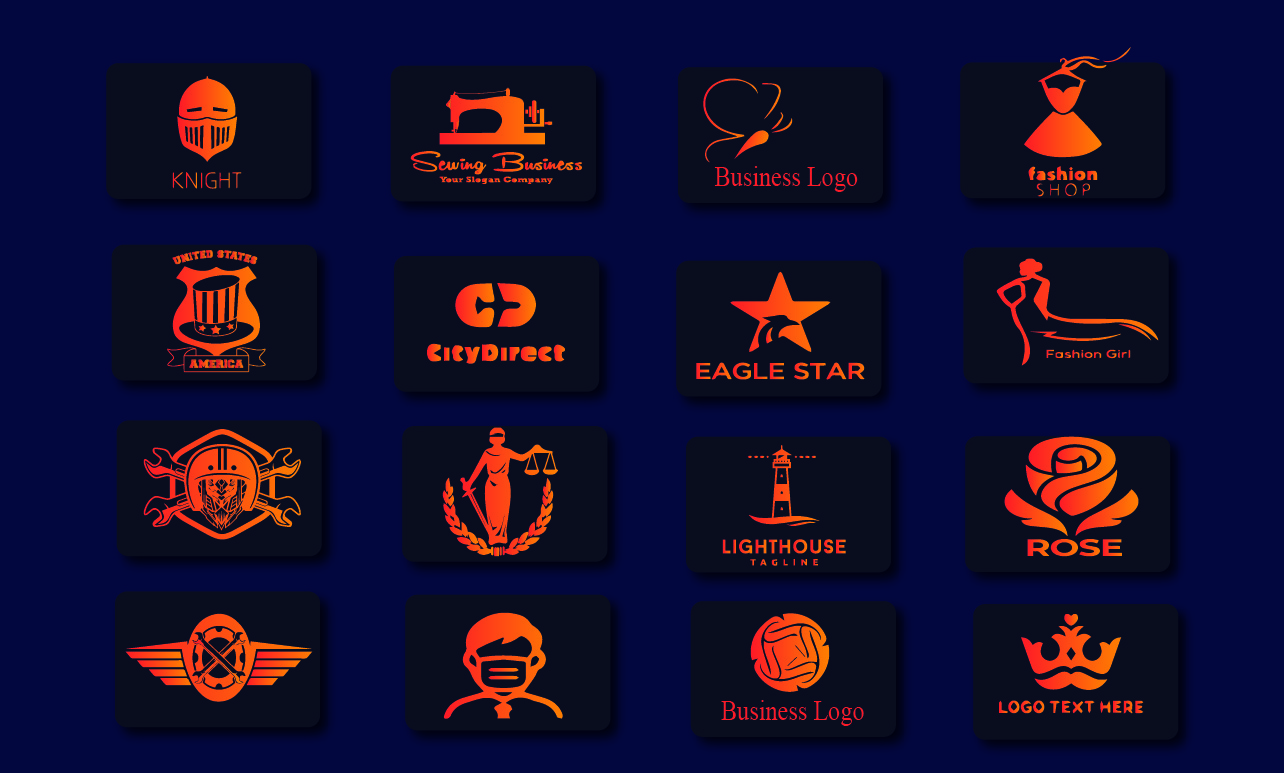 KNIGHT
Sewing Business
Your Slogan Company
Business Logo
fashion
SHOP
UNITED STATES
AMERICA
CityDirect
EAGLE STAR
Fashion Girl
LIGHTHOUSE
TAGLINE
ROSE
Business Logo
LOGO TEXT HERE